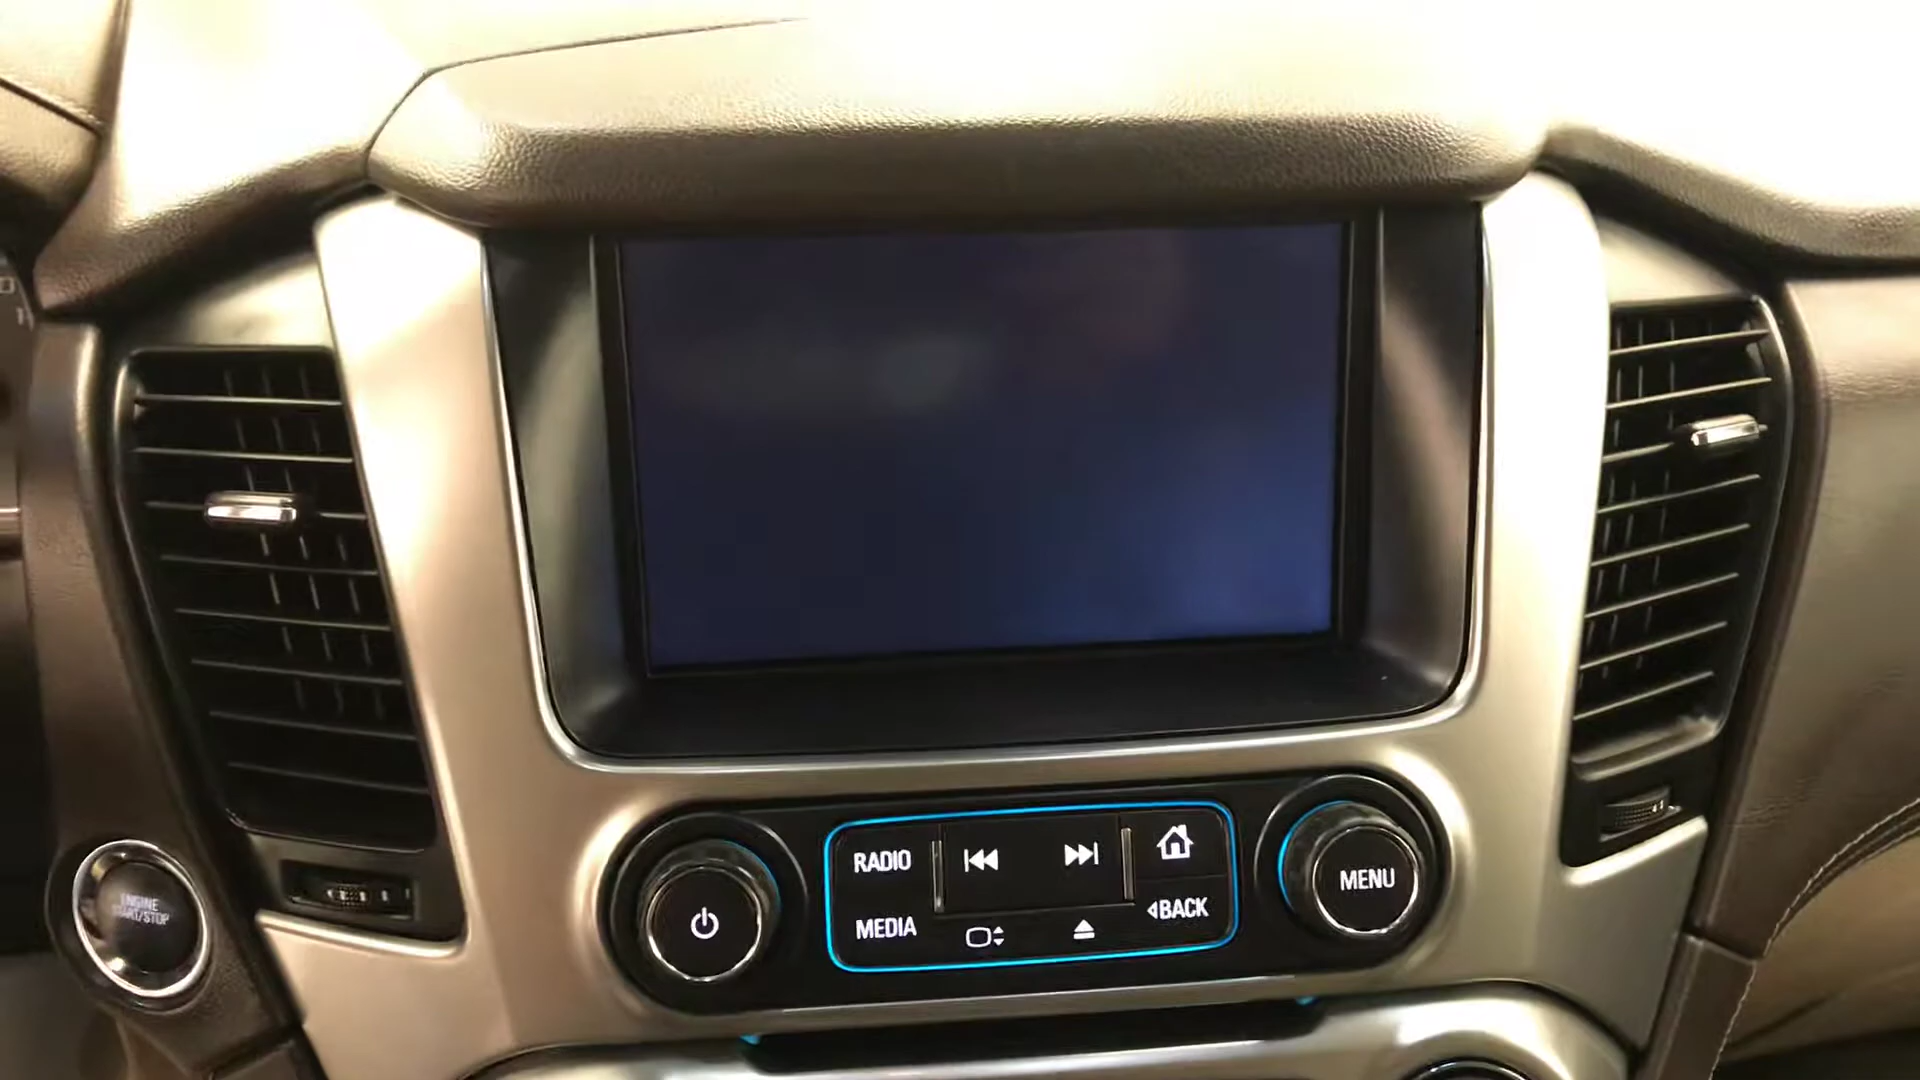 RADIO
MEDIA
◁BACK
MENU
ENGINE
START/STOP